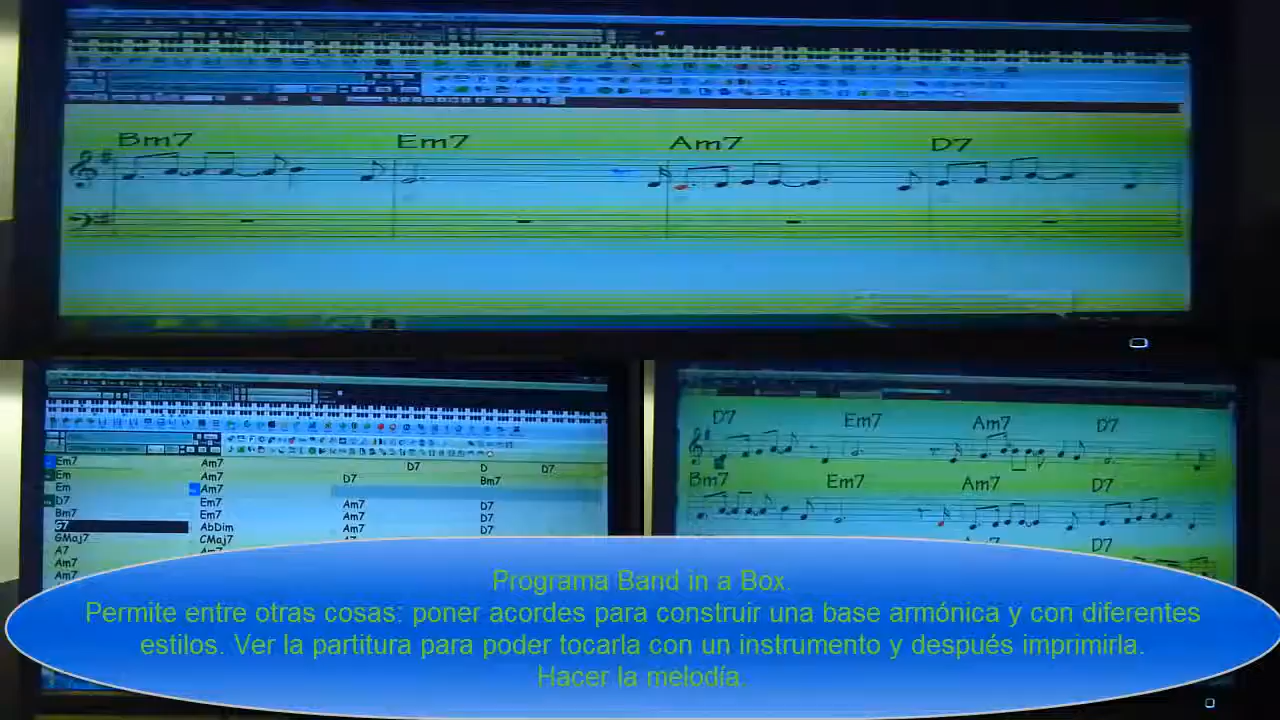 Bm7 Em7 Am7 D7
Em7 Am7 D7 D D7
Em Am7 D7 Bm7
Em Am7
D7 Em7 Am7 D7
Bm7 Em7 Am7 D7
G7 AbDim Am7 D7
GMaj7 CMaj7
A7
Am7
Am7
D7 Em7 Am7 D7
Bm7 Em7 Am7 D7
D7
Programa Band in a Box.
Permite entre otras cosas: poner acordes para construir una base armónica y con diferentes
estilos. Ver la partitura para poder tocarla con un instrumento y después imprimirla.
Hacer la melodía.